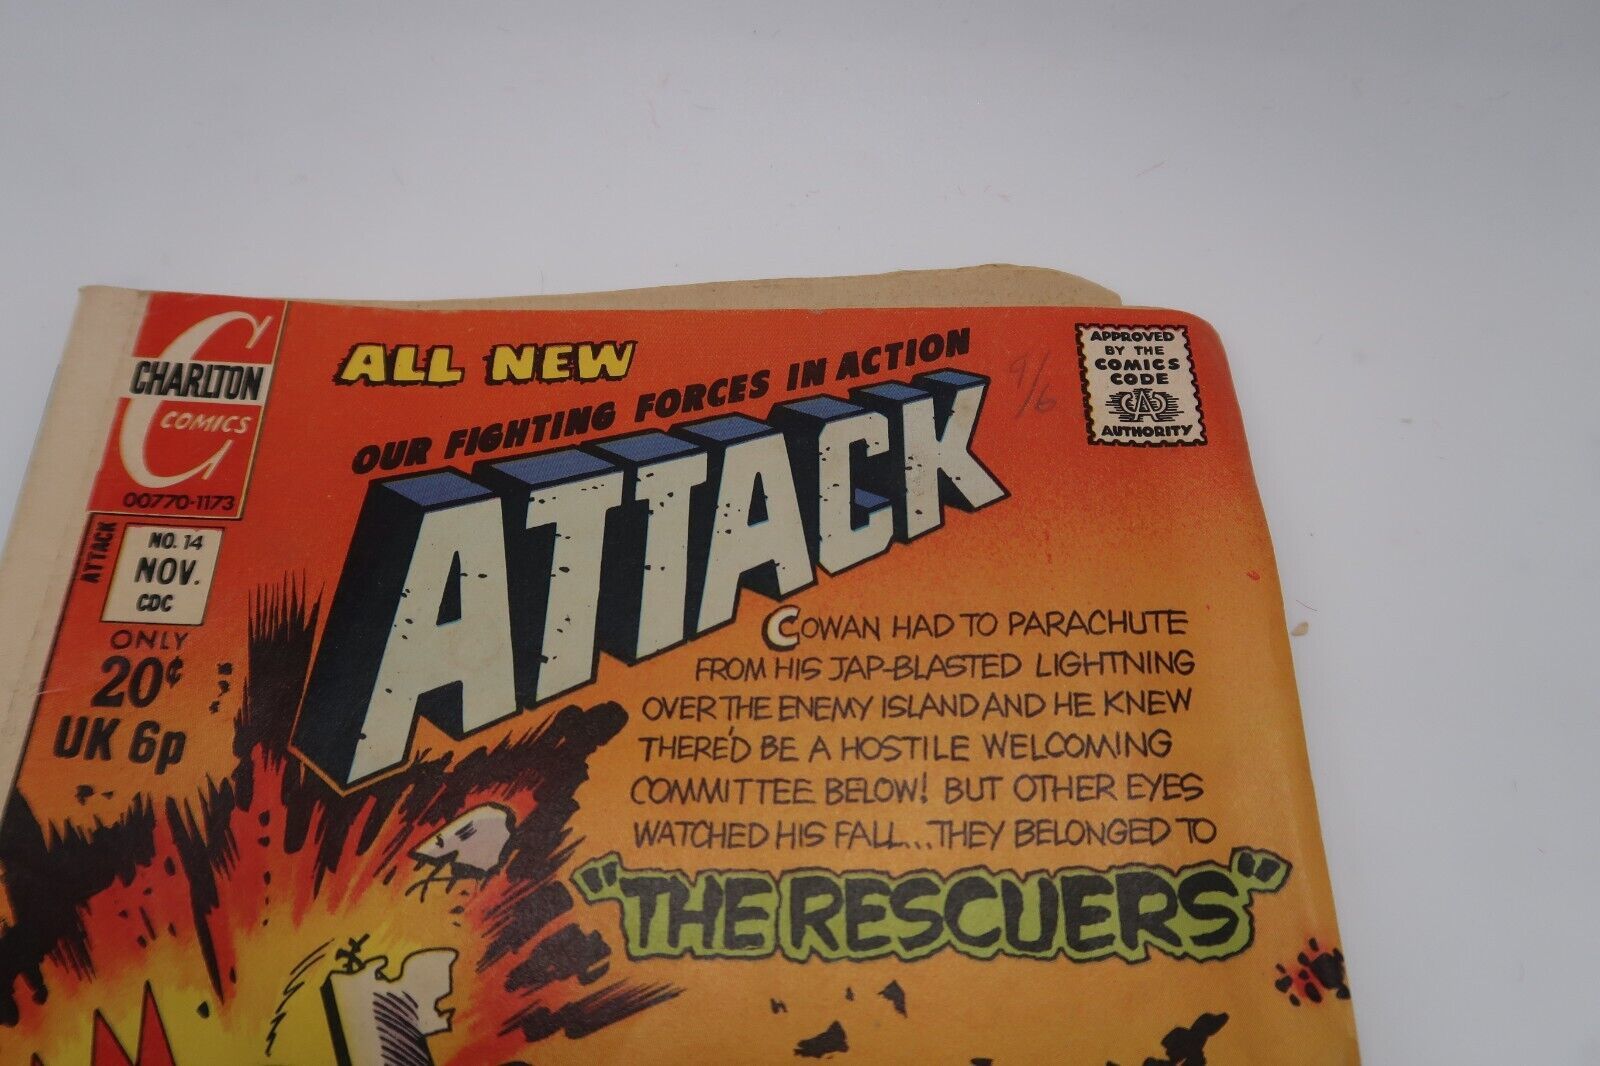 CHARLTON
COMICS
00770-1173
ATTACK
NO. 14
NOV.
CDC
ONLY
20¢
UK 6p
ALL NEW
OUR FIGHTING FORCES IN ACTION
ATTACK
9/6
APPROVED
BY THE
COMICS
CODE
CA
AUTHORITY
COWAN HAD TO PARACHUTE
FROM HIS JAP-BLASTED LIGHTNING
OVER THE ENEMY ISLAND AND HE KNEW
THERE'D BE A HOSTILE WELCOMING
COMMITTEE BELOW! BUT OTHER EYES
WATCHED HIS FALL...THEY BELONGED TO
"THE RESCUERS"